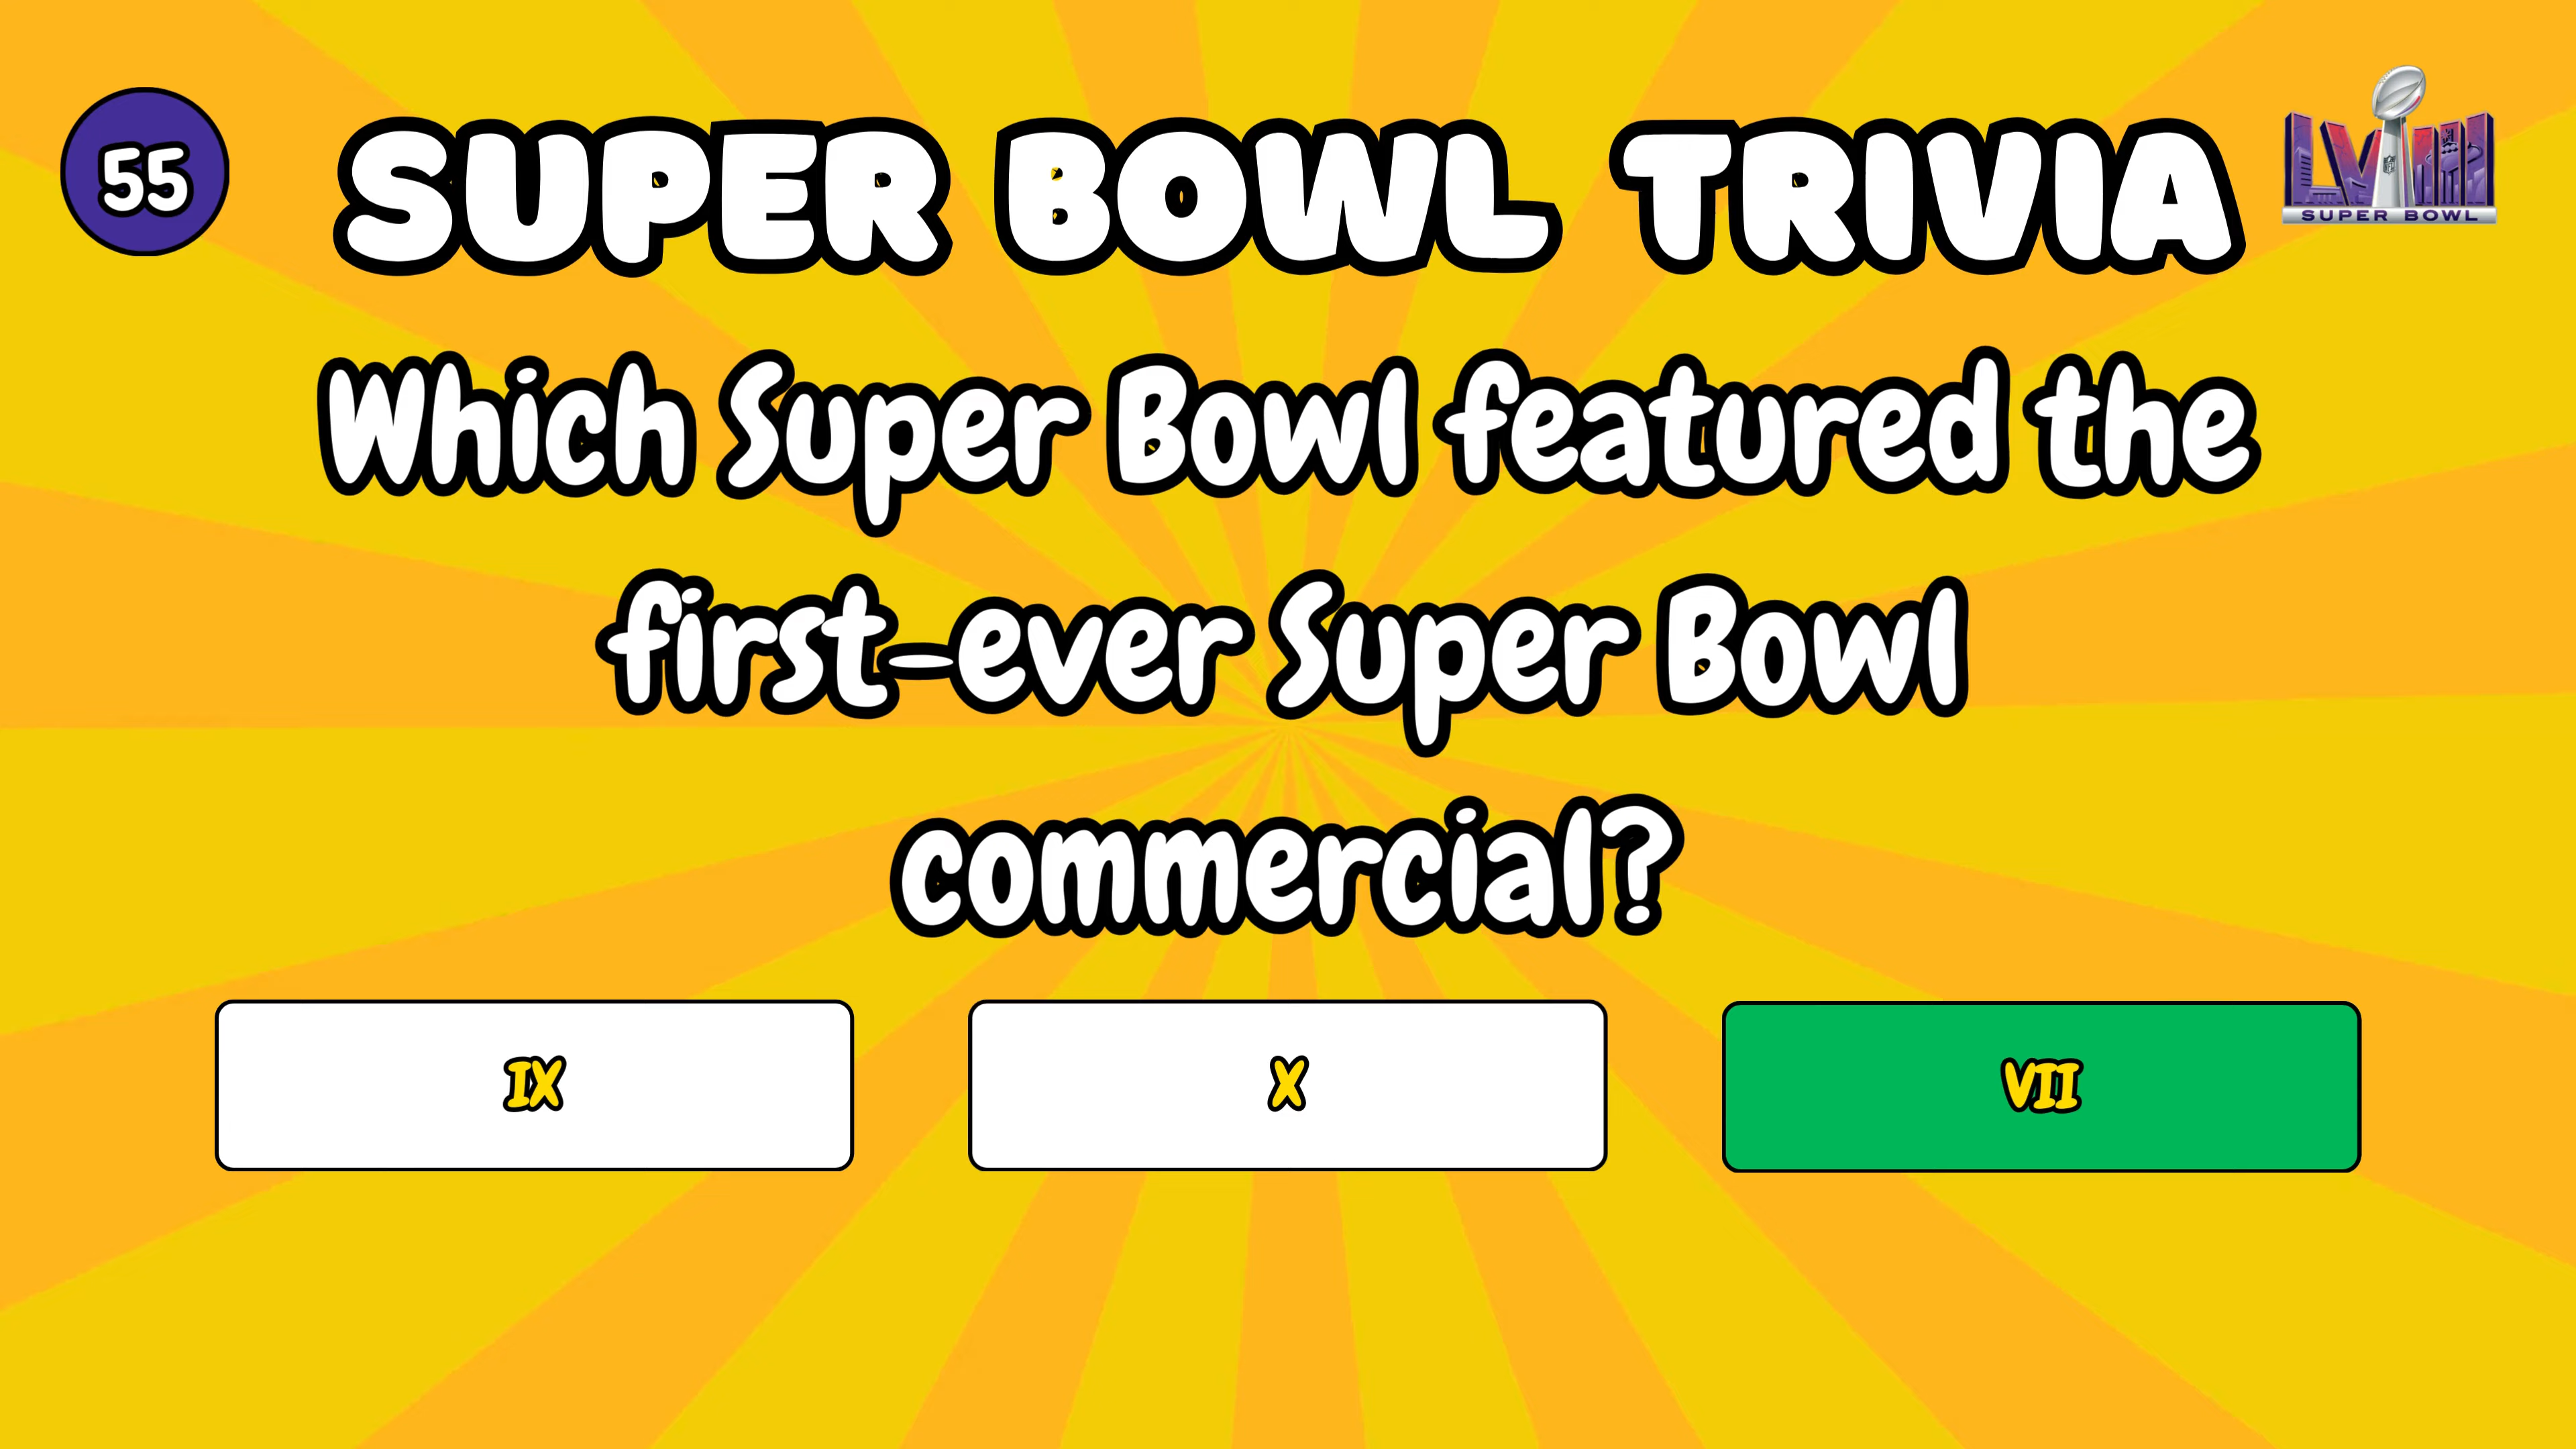 55
SUPER BOWL TRIVIA
LVIII
SUPER BOWL
Which Super Bowl featured the
first-ever Super Bowl
commercial?
IX
X
VII